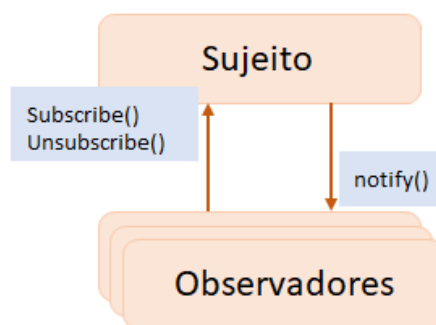 Sujeito
Subscribe()
Unsubscribe()
notify()
Observadores